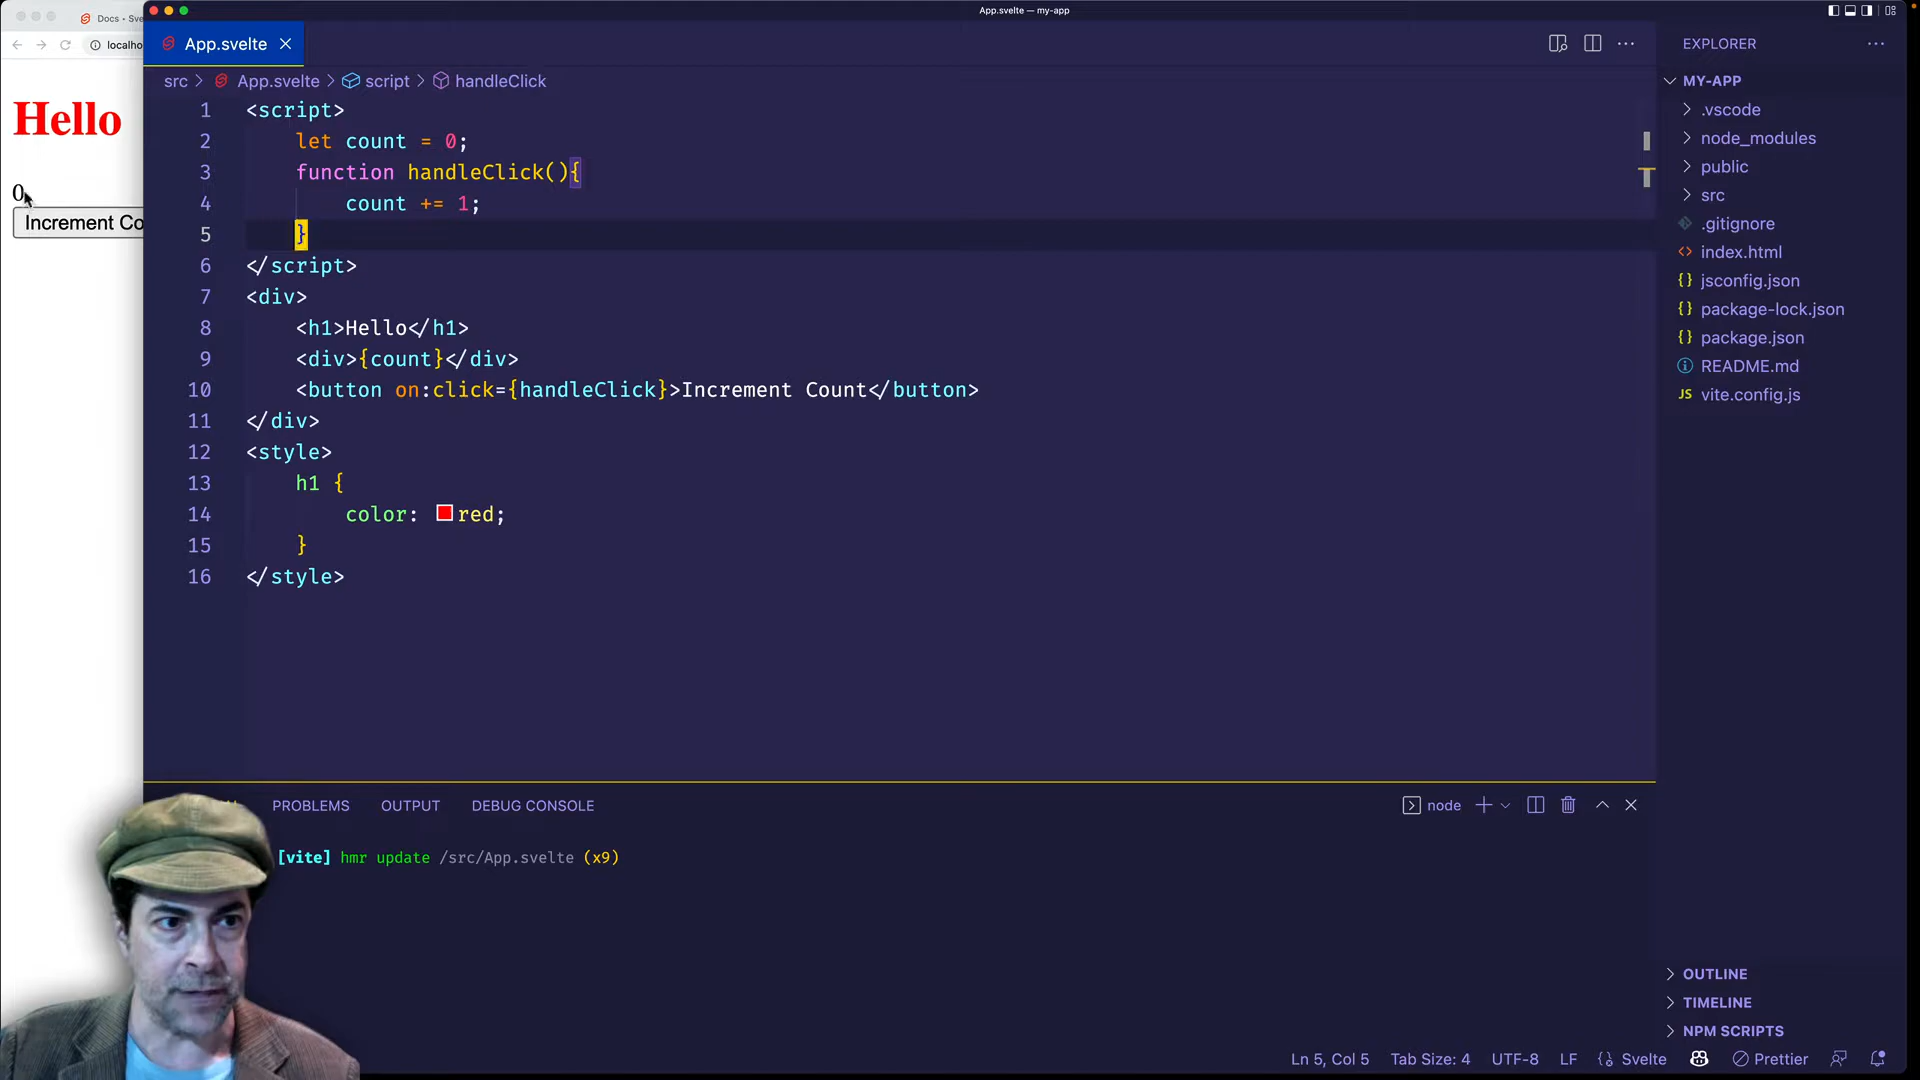 Docs - Sve
localho
Hello
0
Increment Co
App.svelte — my-app
App.svelte
src > App.svelte > script > handleClick
1 <script>
2 let count = 0;
3 function handleClick(){
4 count += 1;
5 }
6 </script>
7 <div>
8 <h1>Hello</h1>
9 <div>{count}</div>
10 <button on:click={handleClick}>Increment Count</button>
11 </div>
12 <style>
13 h1 {
14 color: red;
15 }
16 </style>
PROBLEMS OUTPUT DEBUG CONSOLE
node
[vite] hmr update /src/App.svelte (x9)
EXPLORER
MY-APP
.vscode
node_modules
public
src
.gitignore
index.html
jsconfig.json
package-lock.json
package.json
README.md
JS vite.config.js
OUTLINE
TIMELINE
NPM SCRIPTS
Ln 5, Col 5 Tab Size: 4 UTF-8 LF Svelte Prettier